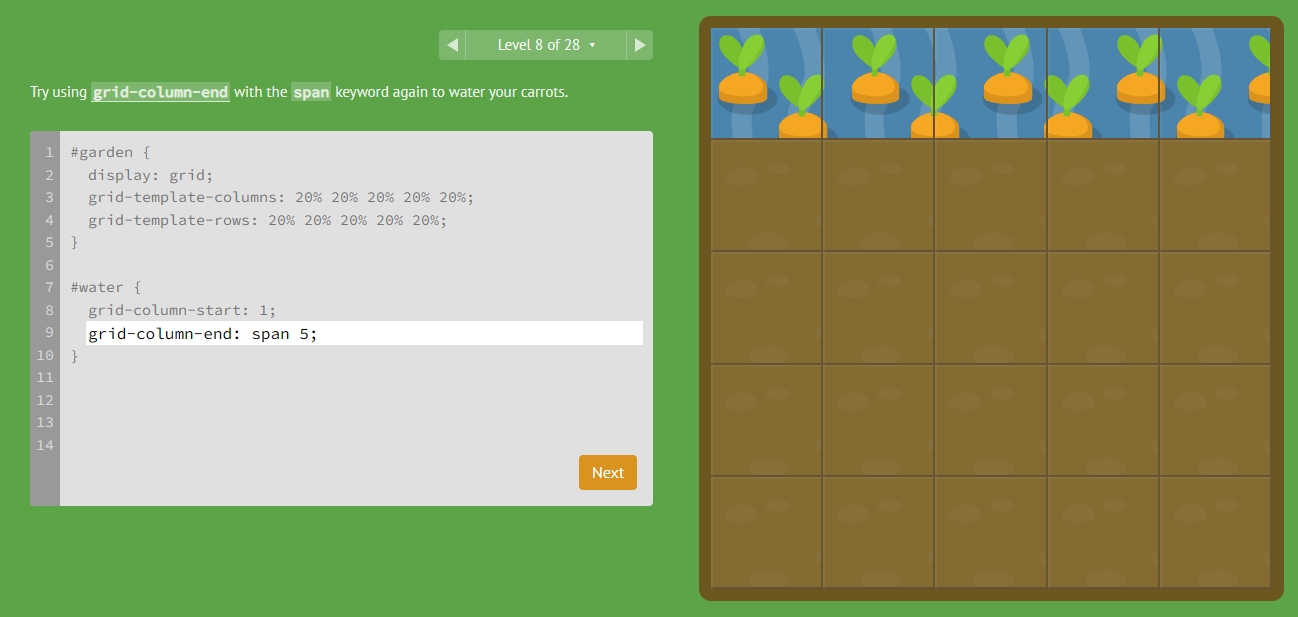 Level 8 of 28
Try using grid-column-end with the span keyword again to water your carrots.
1 #garden {
2 display: grid;
3 grid-template-columns: 20% 20% 20% 20% 20%;
4 grid-template-rows: 20% 20% 20% 20% 20%;
5 }
6
7 #water {
8 grid-column-start: 1;
9 grid-column-end: span 5;
10 }
11
12
13
14
Next